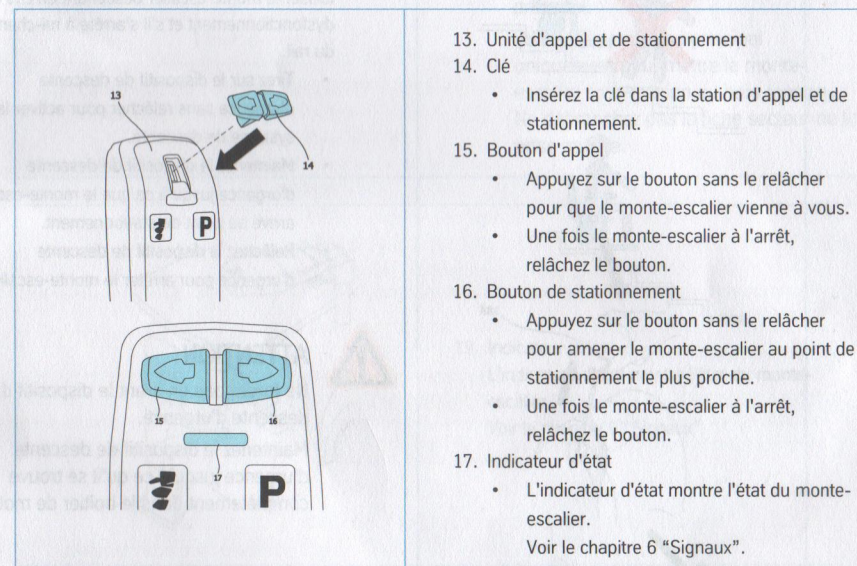 13
14
P
15
16
17
P
13. Unité d'appel et de stationnement
14. Clé
• Insérez la clé dans la station d'appel et de
stationnement.
15. Bouton d'appel
• Appuyez sur le bouton sans le relâcher
pour que le monte-escalier vienne à vous.
• Une fois le monte-escalier à l'arrêt,
relâchez le bouton.
16. Bouton de stationnement
• Appuyez sur le bouton sans le relâcher
pour amener le monte-escalier au point de
stationnement le plus proche.
• Une fois le monte-escalier à l'arrêt,
relâchez le bouton.
17. Indicateur d'état
• L'indicateur d'état montre l'état du monte-
escalier.
Voir le chapitre 6 “Signaux”.